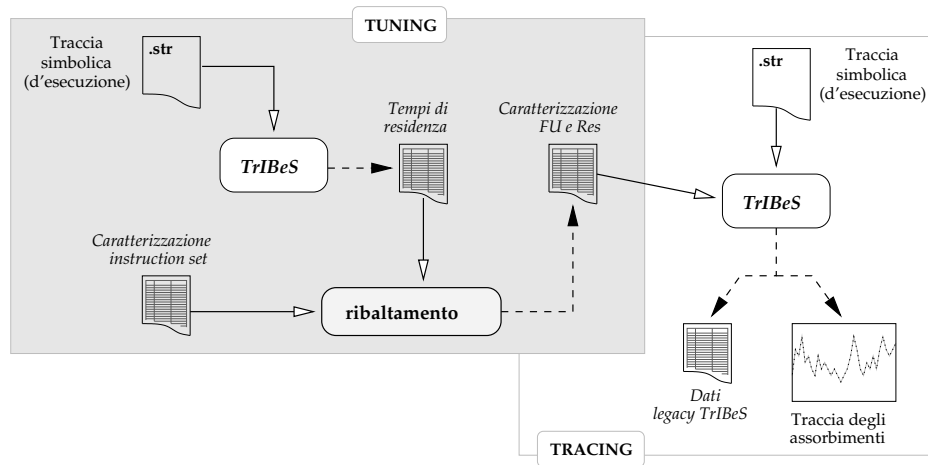 TUNING
Traccia
simbolica
(d'esecuzione)
.str
TrIBeS
Tempi di
residenza
Caratterizzazione
FU e Res
Caratterizzazione
instruction set
ribaltamento
.str
Traccia
simbolica
(d'esecuzione)
TrIBeS
Dati
legacy TrIBeS
Traccia degli
assorbimenti
TRACING